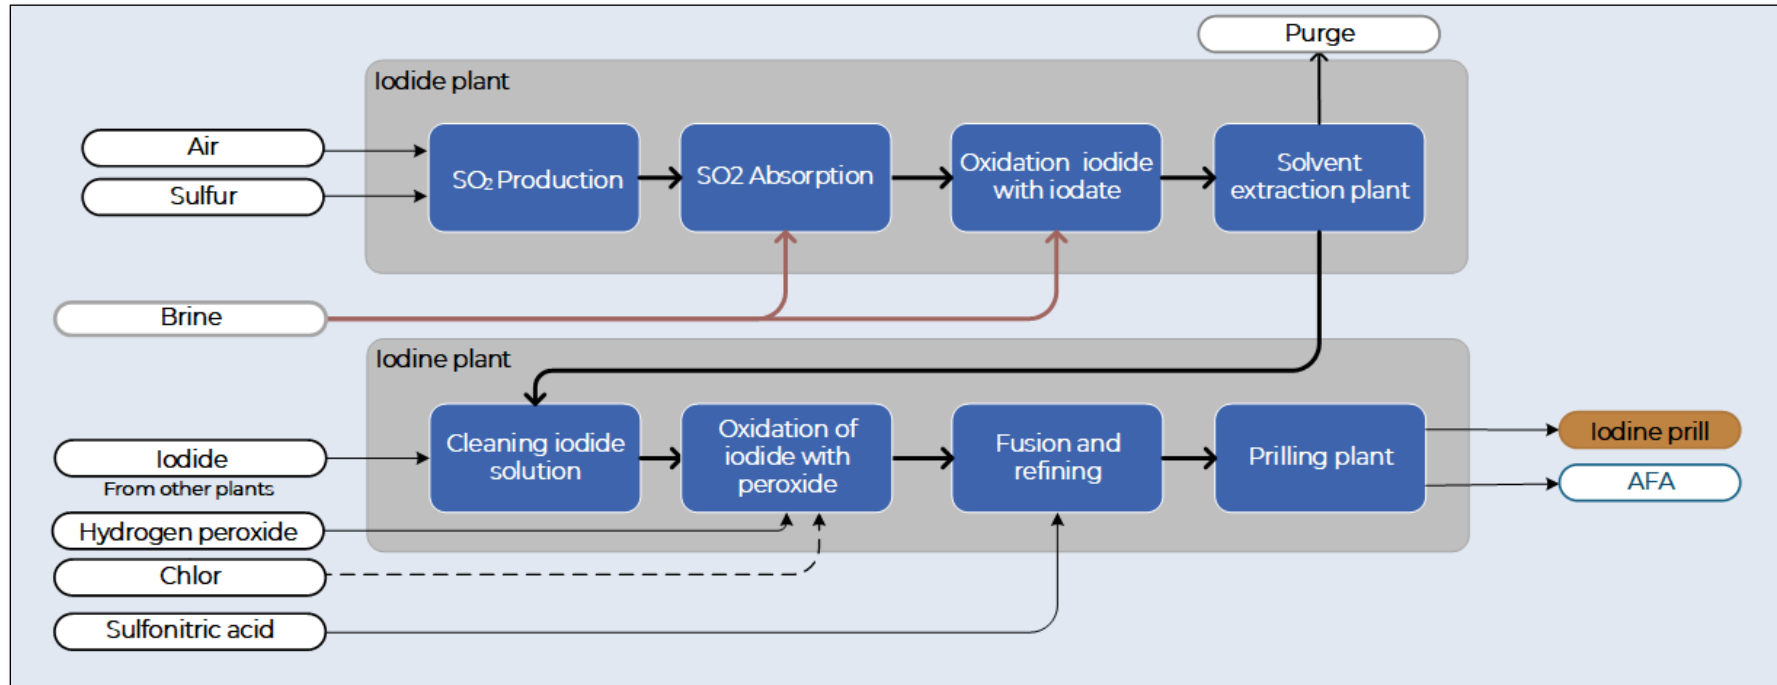 Purge
Iodide plant
Air
Sulfur
SO₂ Production
SO2 Absorption
Oxidation iodide
with iodate
Solvent
extraction plant
Brine
Iodine plant
Iodide
From other plants
Hydrogen peroxide
Chlor
Sulfonitric acid
Cleaning iodide
solution
Oxidation of
iodide with
peroxide
Fusion and
refining
Prilling plant
Iodine prill
AFA